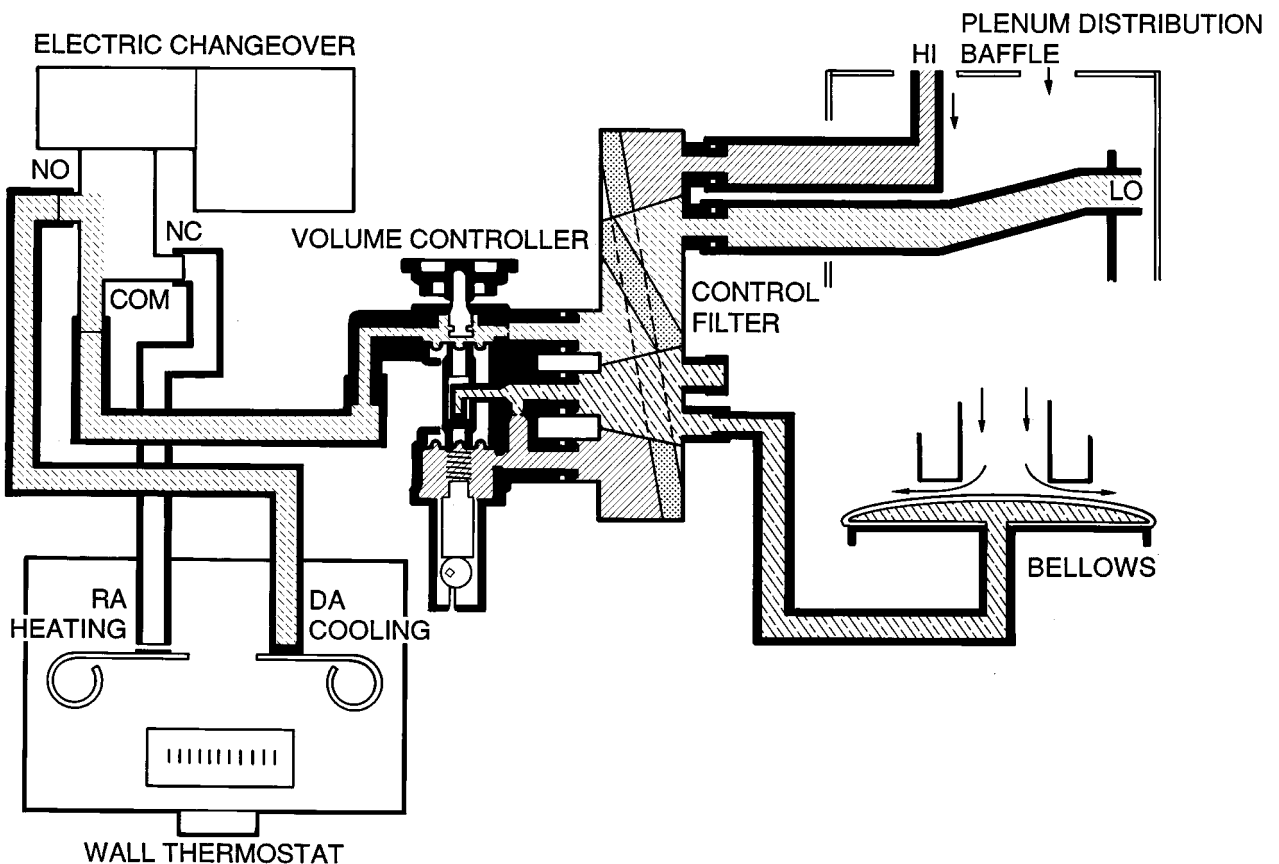 ELECTRIC CHANGEOVER
PLENUM DISTRIBUTION
BAFFLE
HI
NO
NC
COM
VOLUME CONTROLLER
LO
CONTROL
FILTER
BELLOWS
RA
HEATING
DA
COOLING
WALL THERMOSTAT